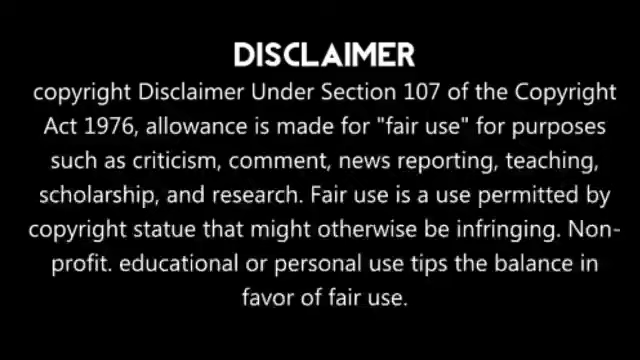 DISCLAIMER
copyright Disclaimer Under Section 107 of the Copyright
Act 1976, allowance is made for "fair use" for purposes
such as criticism, comment, news reporting, teaching,
scholarship, and research. Fair use is a use permitted by
copyright statue that might otherwise be infringing. Non-
profit. educational or personal use tips the balance in
favor of fair use.